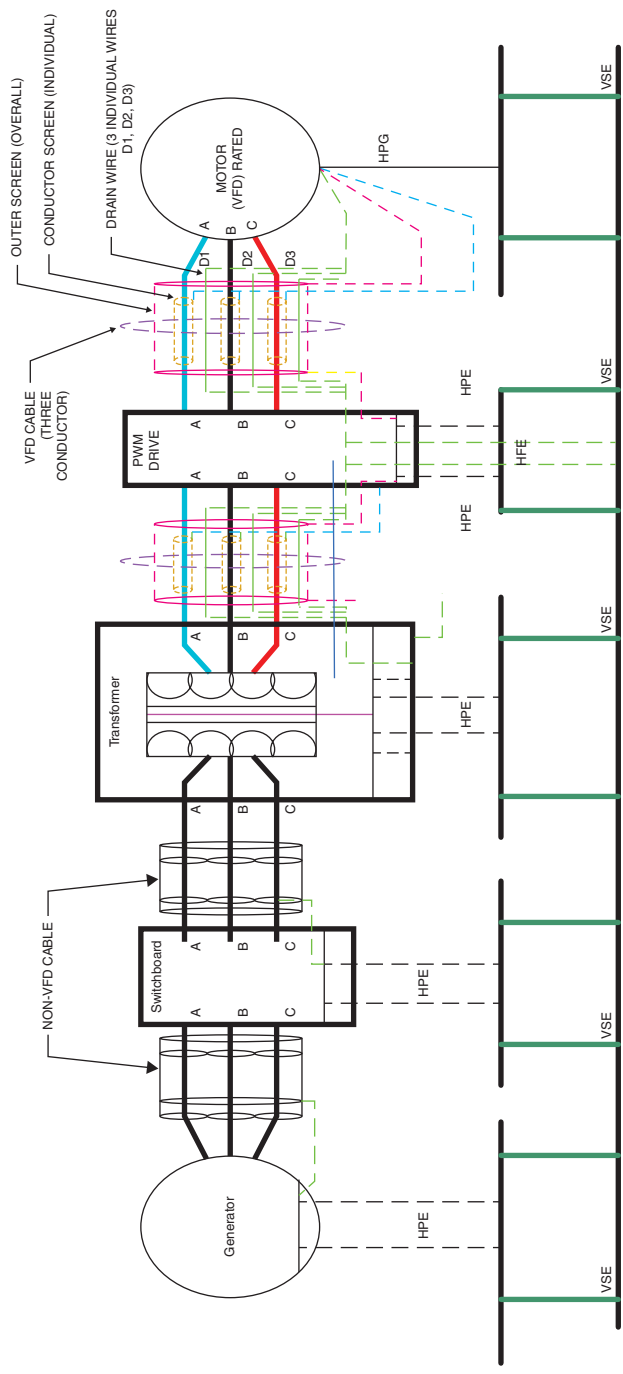 OUTER SCREEN (OVERALL)
CONDUCTOR SCREEN (INDIVIDUAL)
DRAIN WIRE (3 INDIVIDUAL WIRES
D1, D2, D3)
VFD CABLE
(THREE
CONDUCTOR)
NON-VFD CABLE
Generator
Switchboard
A
B
C
A
B
C
Transformer
A
B
C
A
B
C
PWM
DRIVE
A
B
C
A
B
C
D1
D2
D3
MOTOR
(VFD) RATED
A
B
C
HPE
HPE
HPE
HPE
HFE
HPE
HPG
VSE
VSE
VSE
VSE
VSE